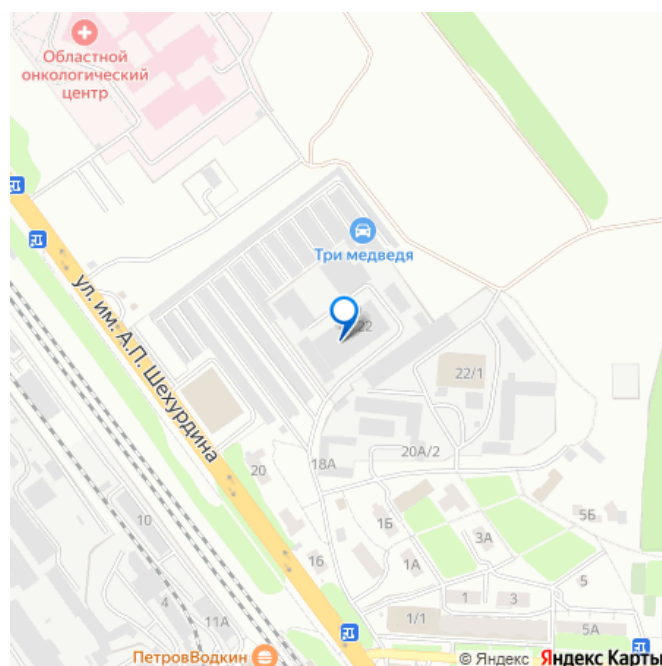 Областной
онкологический
центр
Три медведя
ул. им. А.П. Шехурдина
22
22/1
20А/2
18А
20
10
16
1Б
1А
3А
5Б
5
1
3
4
11А
1/1
5А
ПетровВодкин
© Яндекс Яндекс Карты